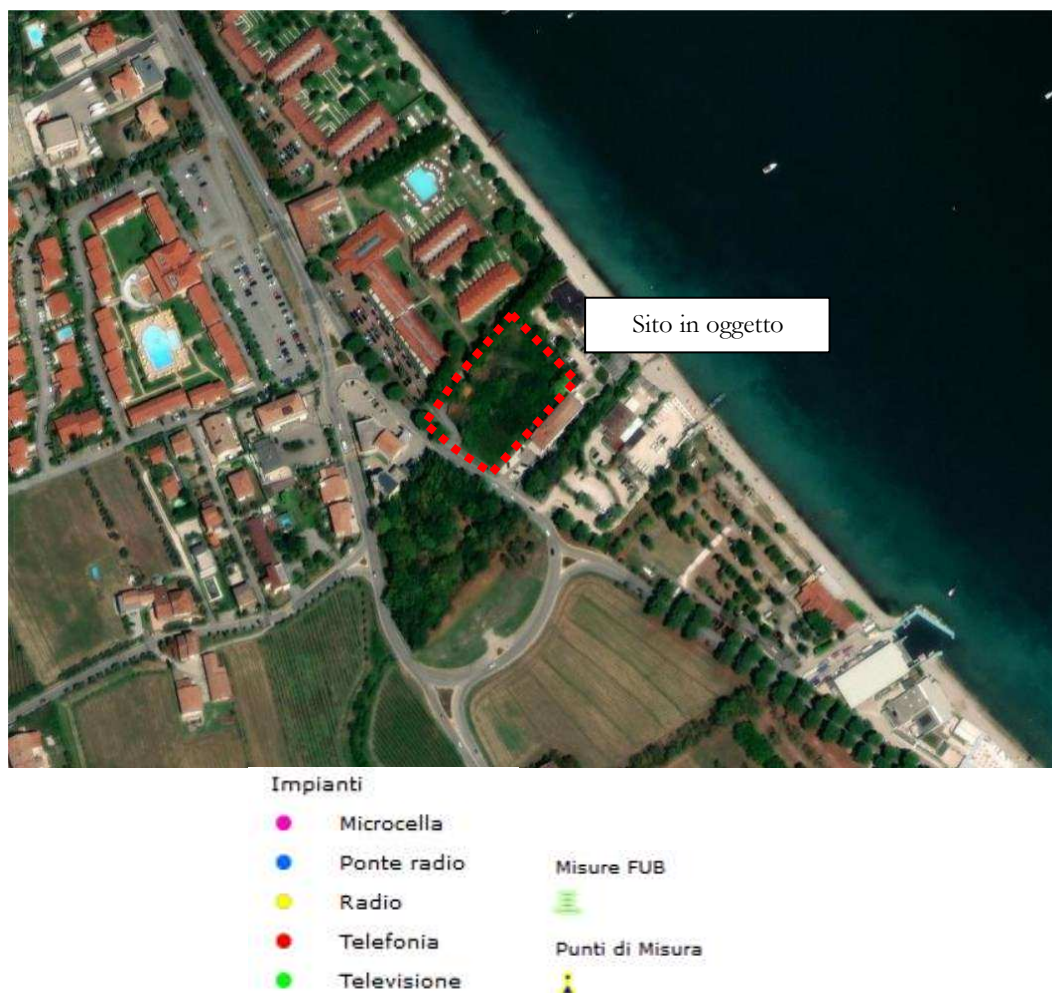 Sito in oggetto
Impianti
Microcella
Ponte radio
Radio
Telefonia
Televisione
Misure FUB
Punti di Misura